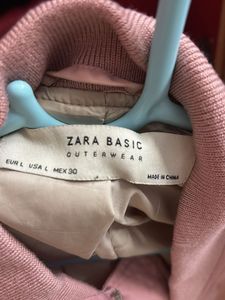 ZARA BASIC
OUTERWEAR
EUR L USA L MEX 30
MADE IN CHINA